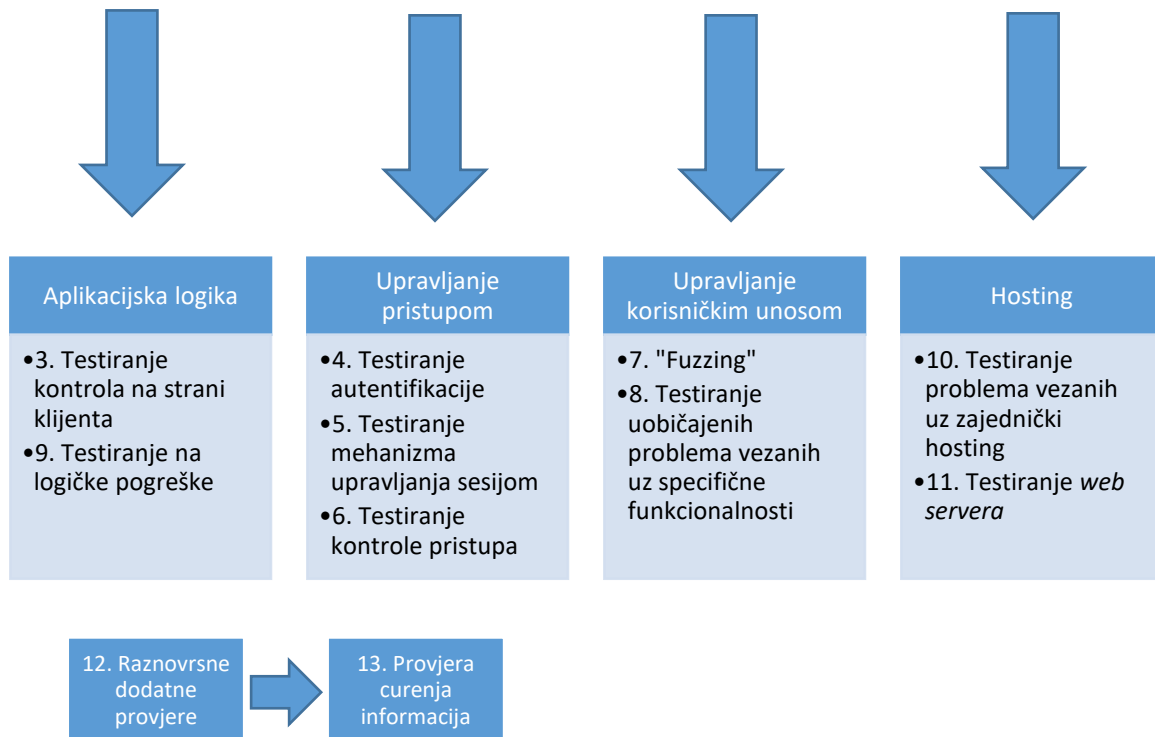 Aplikacijska logika
•3. Testiranje
kontrola na strani
klijenta
•9. Testiranje na
logičke pogreške
Upravljanje
pristupom
•4. Testiranje
autentifikacije
•5. Testiranje
mehanizma
upravljanja sesijom
•6. Testiranje
kontrole pristupa
Upravljanje
korisničkim unosom
•7. "Fuzzing"
•8. Testiranje
uobičajenih
problema vezanih
uz specifične
funkcionalnosti
Hosting
•10. Testiranje
problema vezanih
uz zajednički
hosting
•11. Testiranje web
servera
12. Raznovrsne
dodatne
provjere
13. Provjera
curenja
informacija